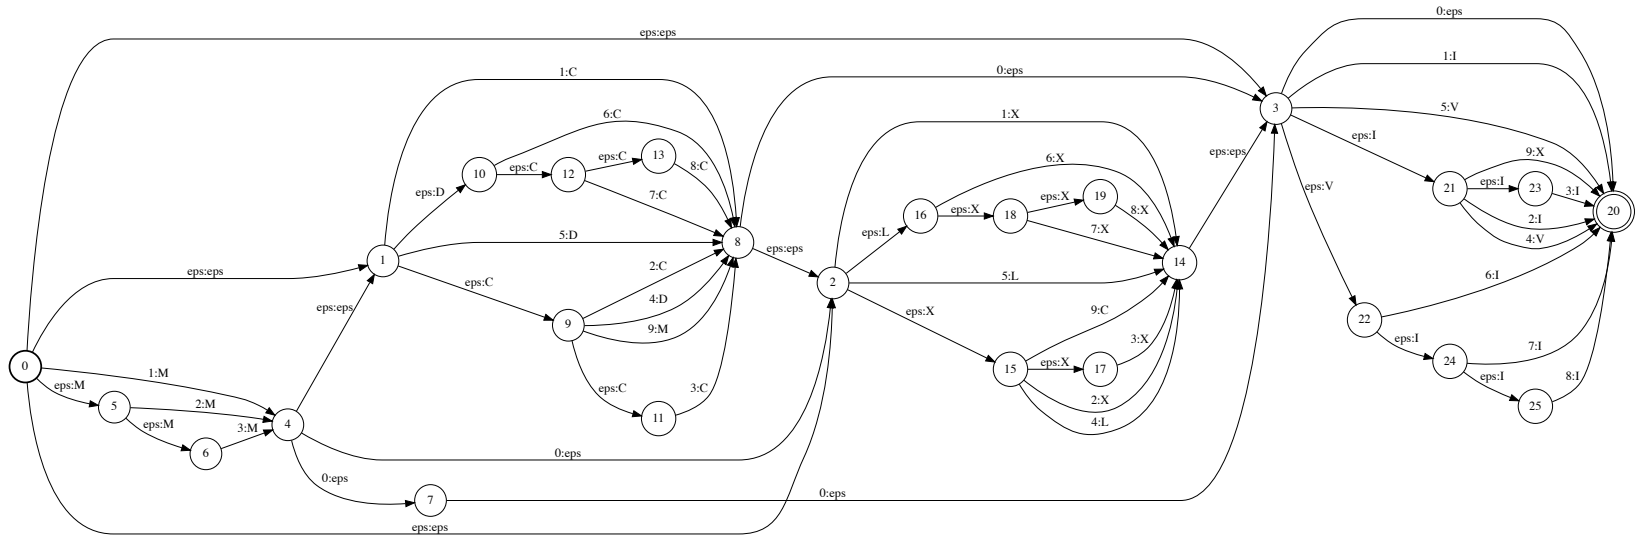 0:eps
eps:eps
1:I
1:C
0:eps
5:V
3
6:C
1:X
eps:I
eps:C
13
8:C
10
eps:C
12
7:C
6:X
9:X
eps:D
eps:eps
eps:V
21
eps:I
23
3:I
19
8:X
16
eps:X
eps:X
18
7:X
2:I
20
eps:L
4:V
5:D
8
eps:eps
1
eps:eps
2:C
14
eps:C
4:D
2
5:L
6:I
eps:eps
9:M
9:C
eps:X
22
9
3:X
eps:I
7:I
0
1:M
15
eps:X
17
24
eps:M
eps:C
3:C
2:X
eps:I
8:I
5
2:M
11
4:L
25
eps:M
3:M
4
6
0:eps
0:eps
7
0:eps
eps:eps